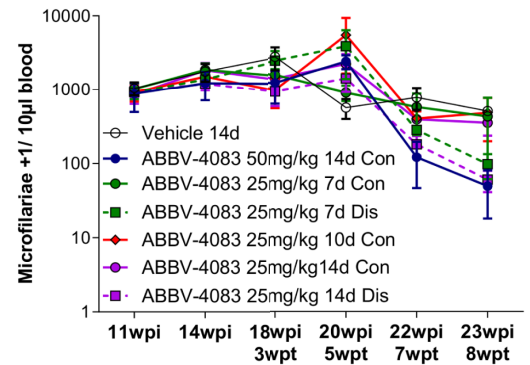 Microfilariae +1/ 10µl blood
10000
1000
100
10
1
Vehicle 14d
ABBV-4083 50mg/kg 14d Con
ABBV-4083 25mg/kg 7d Con
ABBV-4083 25mg/kg 7d Dis
ABBV-4083 25mg/kg 10d Con
ABBV-4083 25mg/kg14d Con
ABBV-4083 25mg/kg 14d Dis
11wpi 14wpi 18wpi 20wpi 22wpi 23wpi
3wpt 5wpt 7wpt 8wpt